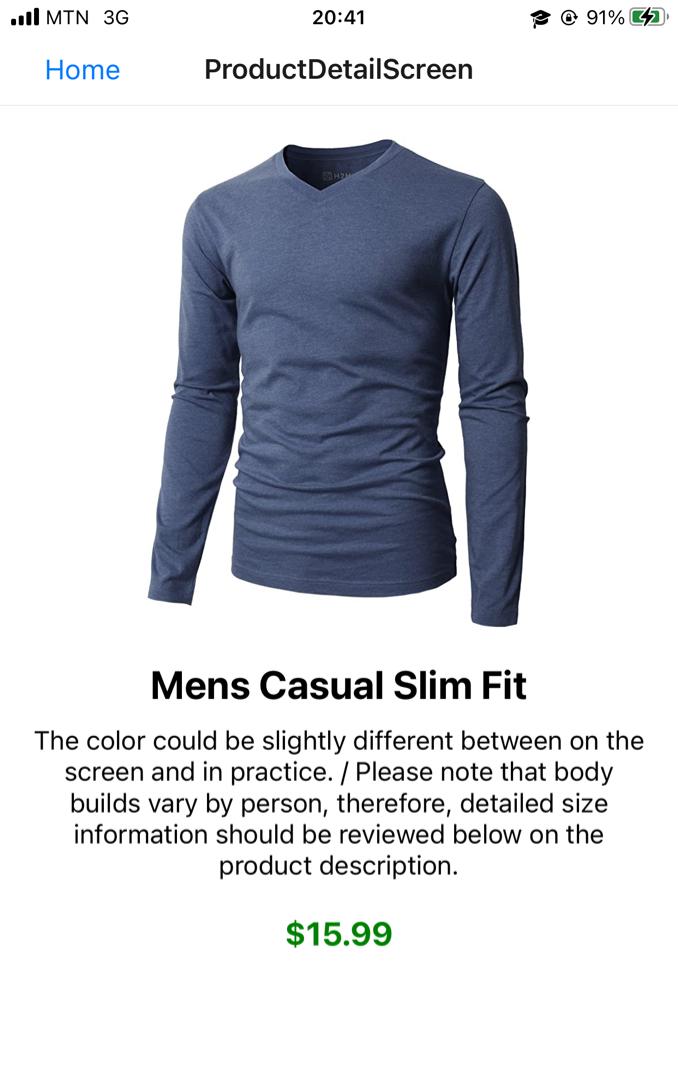 MTN 3G 20:41 91%
Home ProductDetailScreen
Mens Casual Slim Fit
The color could be slightly different between on the
screen and in practice. / Please note that body
builds vary by person, therefore, detailed size
information should be reviewed below on the
product description.
$15.99